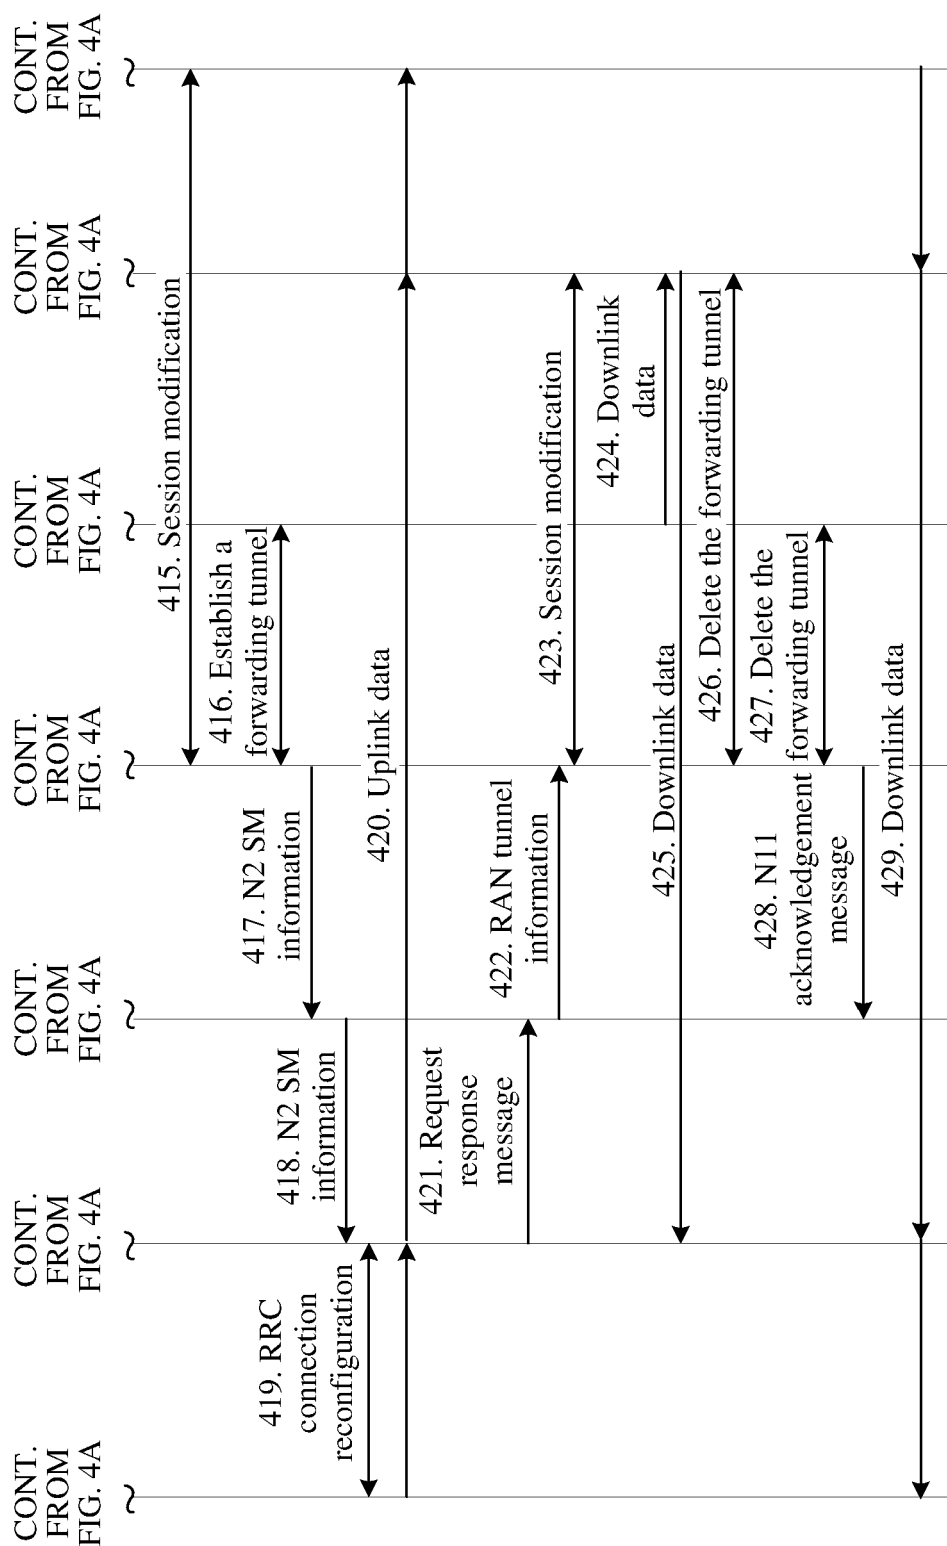 CONT.
FROM
FIG. 4A
CONT.
FROM
FIG. 4A
CONT.
FROM
FIG. 4A
CONT.
FROM
FIG. 4A
CONT.
FROM
FIG. 4A
CONT.
FROM
FIG. 4A
CONT.
FROM
FIG. 4A
415. Session modification
416. Establish a
forwarding tunnel
417. N2 SM
information
418. N2 SM
information
419. RRC
connection
reconfiguration
420. Uplink data
421. Request
response
message
422. RAN tunnel
information
423. Session modification
424. Downlink
data
425. Downlink data
426. Delete the forwarding tunnel
427. Delete the
forwarding tunnel
428. N11
acknowledgement
message
429. Downlink data